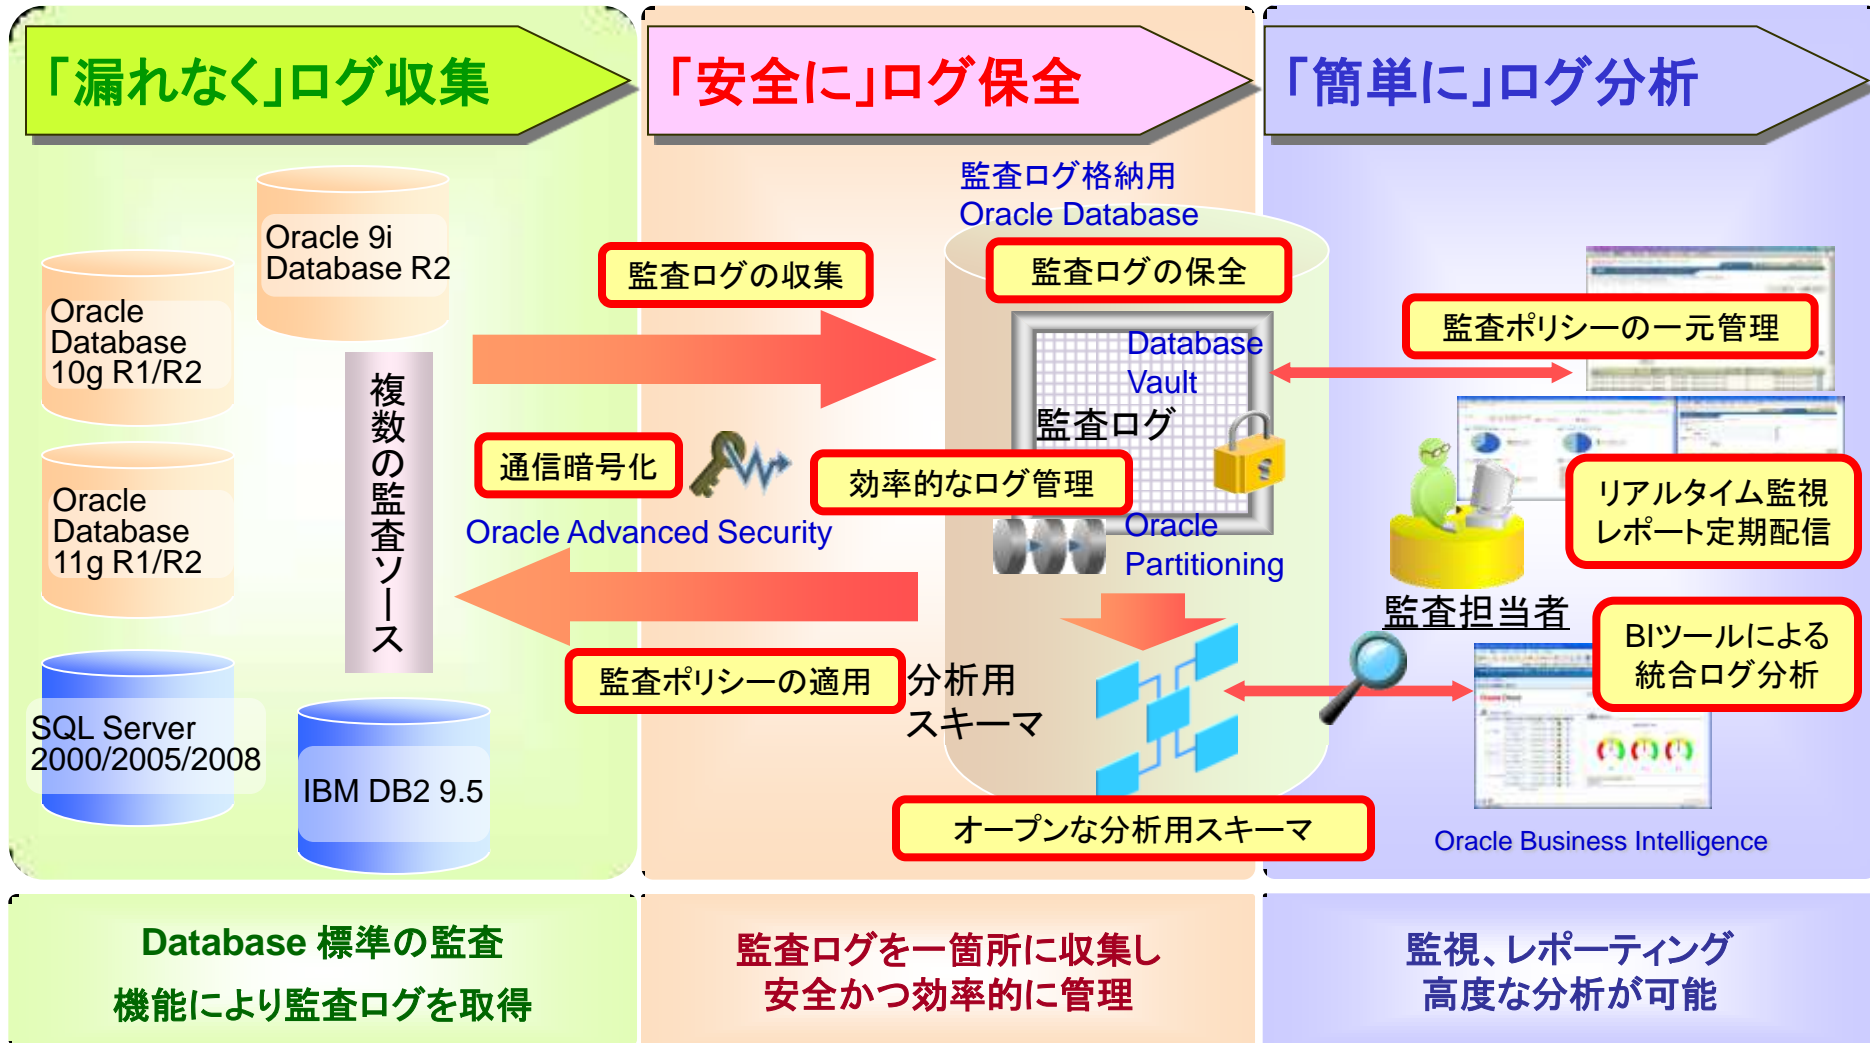 「漏れなく」ログ収集
「安全に」ログ保全
「簡単に」ログ分析
Oracle 9i
Database R2
Oracle
Database
10g R1/R2
Oracle
Database
11g R1/R2
SQL Server
2000/2005/2008
IBM DB2 9.5
複数の監査ソース
監査ログの収集
通信暗号化
Oracle Advanced Security
監査ポリシーの適用
監査ログ格納用
Oracle Database
監査ログの保全
Database
Vault
監査ログ
効率的なログ管理
Oracle
Partitioning
分析用
スキーマ
オープンな分析用スキーマ
監査ポリシーの一元管理
リアルタイム監視
レポート定期配信
監査担当者
BIツールによる
統合ログ分析
Oracle Business Intelligence
Database 標準の監査
機能により監査ログを取得
監査ログを一箇所に収集し
安全かつ効率的に管理
監視、レポーティング
高度な分析が可能